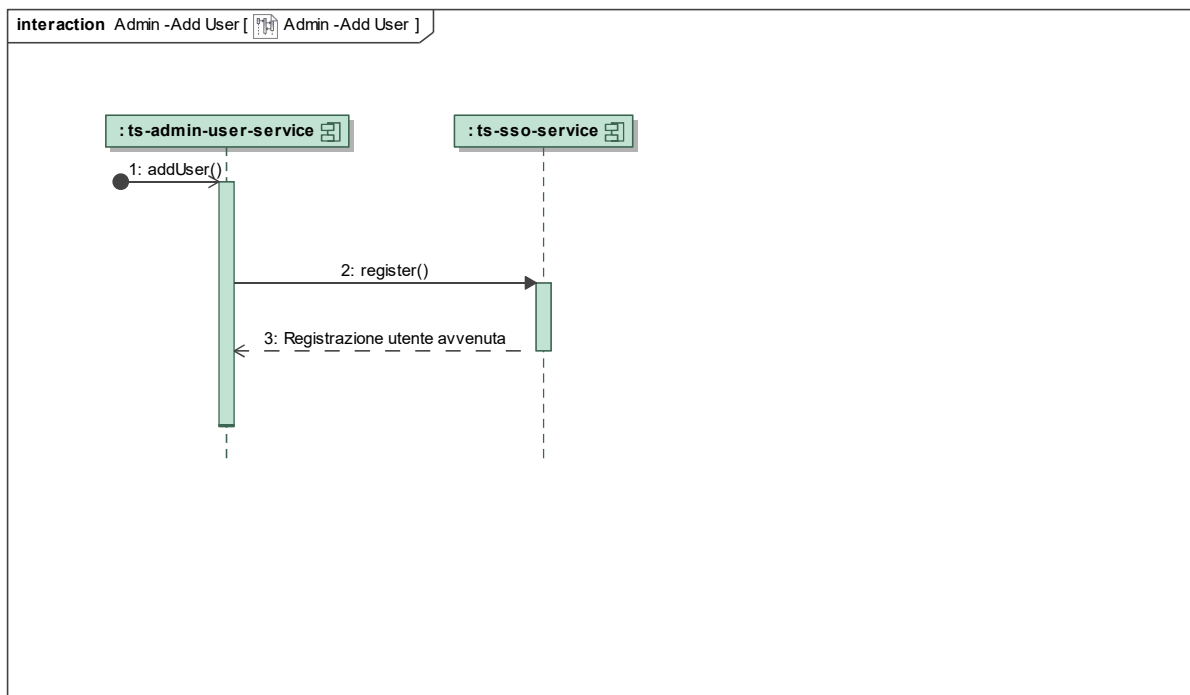 interaction Admin -Add User [ Admin -Add User ]
: ts-admin-user-service
: ts-sso-service
1: addUser()
2: register()
3: Registrazione utente avvenuta